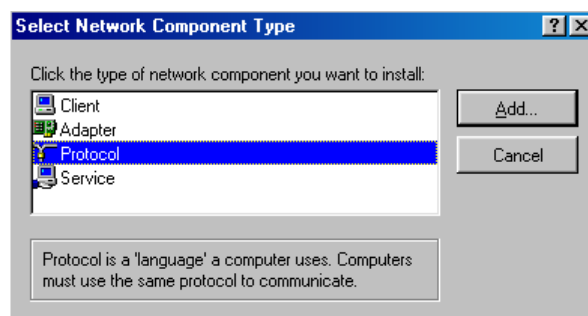 Select Network Component Type
Click the type of network component you want to install:
Client
Adapter
Protocol
Service
Add...
Cancel
Protocol is a 'language' a computer uses. Computers
must use the same protocol to communicate.